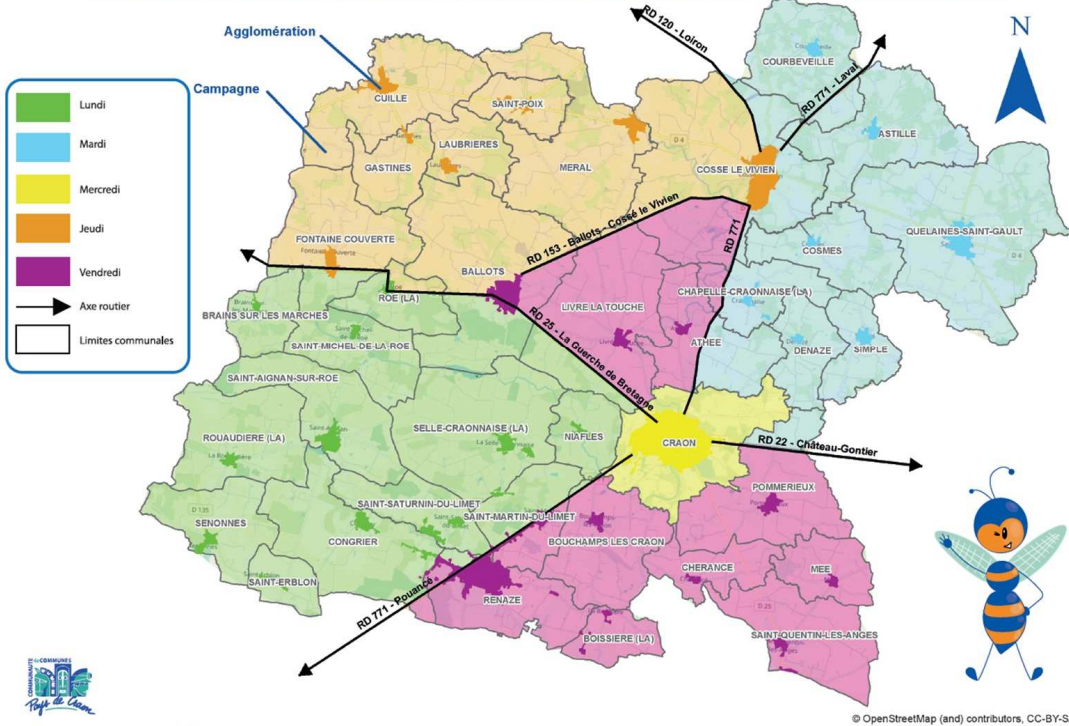 Agglomération
Campagne
Lundi
Mardi
Mercredi
Jeudi
Vendredi
Axe routier
Limites communales
N
RD 120 - Loiron
RD 771 - Laval
COURBEVEILLE
CUILLE
SAINT-POIX
ASTILLE
LAUBRIERES
GASTINES
MERAL
D 4
COSSE LE VIVIEN
QUELAINES-SAINT-GAULT
D 4
RD 153 - Ballots - Cossé le Vivien
RD 771
COSMES
FONTAINE COUVERTE
BALLOTS
ROE (LA)
LIVRE LA TOUCHE
CHAPELLE-CRAONNAISE (LA)
BRAINS SUR LES MARCHES
SAINT-MICHEL-DE-LA-ROE
ATHEE
DENAZE
SIMPLE
RD 25 - La Guerche de Bretagne
SAINT-AIGNAN-SUR-ROE
SELLE-CRAONNAISE (LA)
ROUAUDIERE (LA)
NIAFLES
CRAON
RD 22 - Château-Gontier
POMMERIEUX
SAINT-SATURNIN-DU-LIMET
SAINT-MARTIN-DU-LIMET
D 135
SENONNES
CONGRIER
BOUCHAMPS LES CRAON
CHERANCE
MEE
SAINT-ERBLON
RENAZE
RD 771 - Pouancé
D 25
BOISSIERE (LA)
SAINT-QUENTIN-LES-ANGES
COMMUNAUTÉ de COMMUNES
Pays de Craon
© OpenStreetMap (and) contributors, CC-BY-S